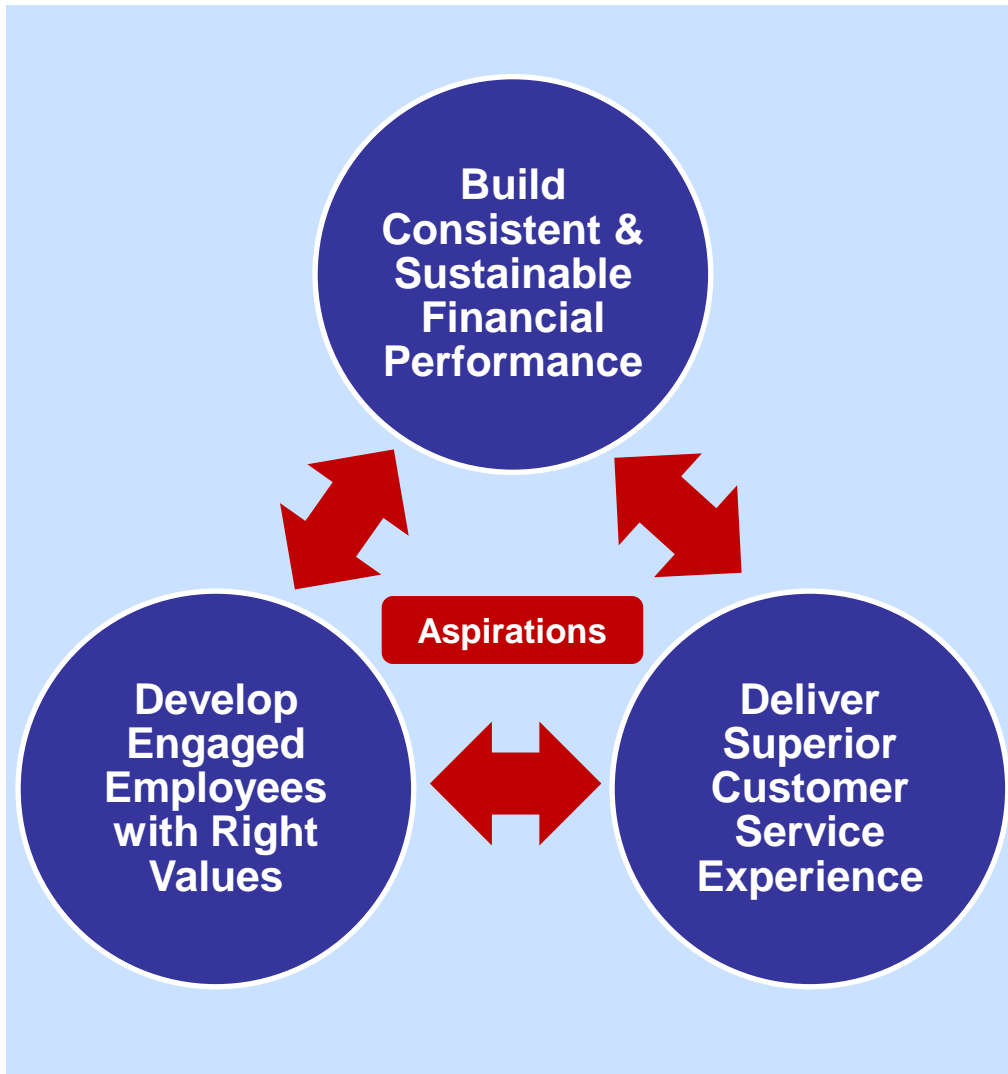 Build
Consistent &
Sustainable
Financial
Performance
Aspirations
Develop
Engaged
Employees
with Right
Values
Deliver
Superior
Customer
Service
Experience